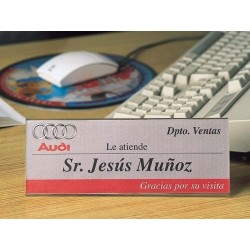 Dpto. Ventas
Audi
Le atiende
Sr. Jesús Muñoz
Gracias por su visita